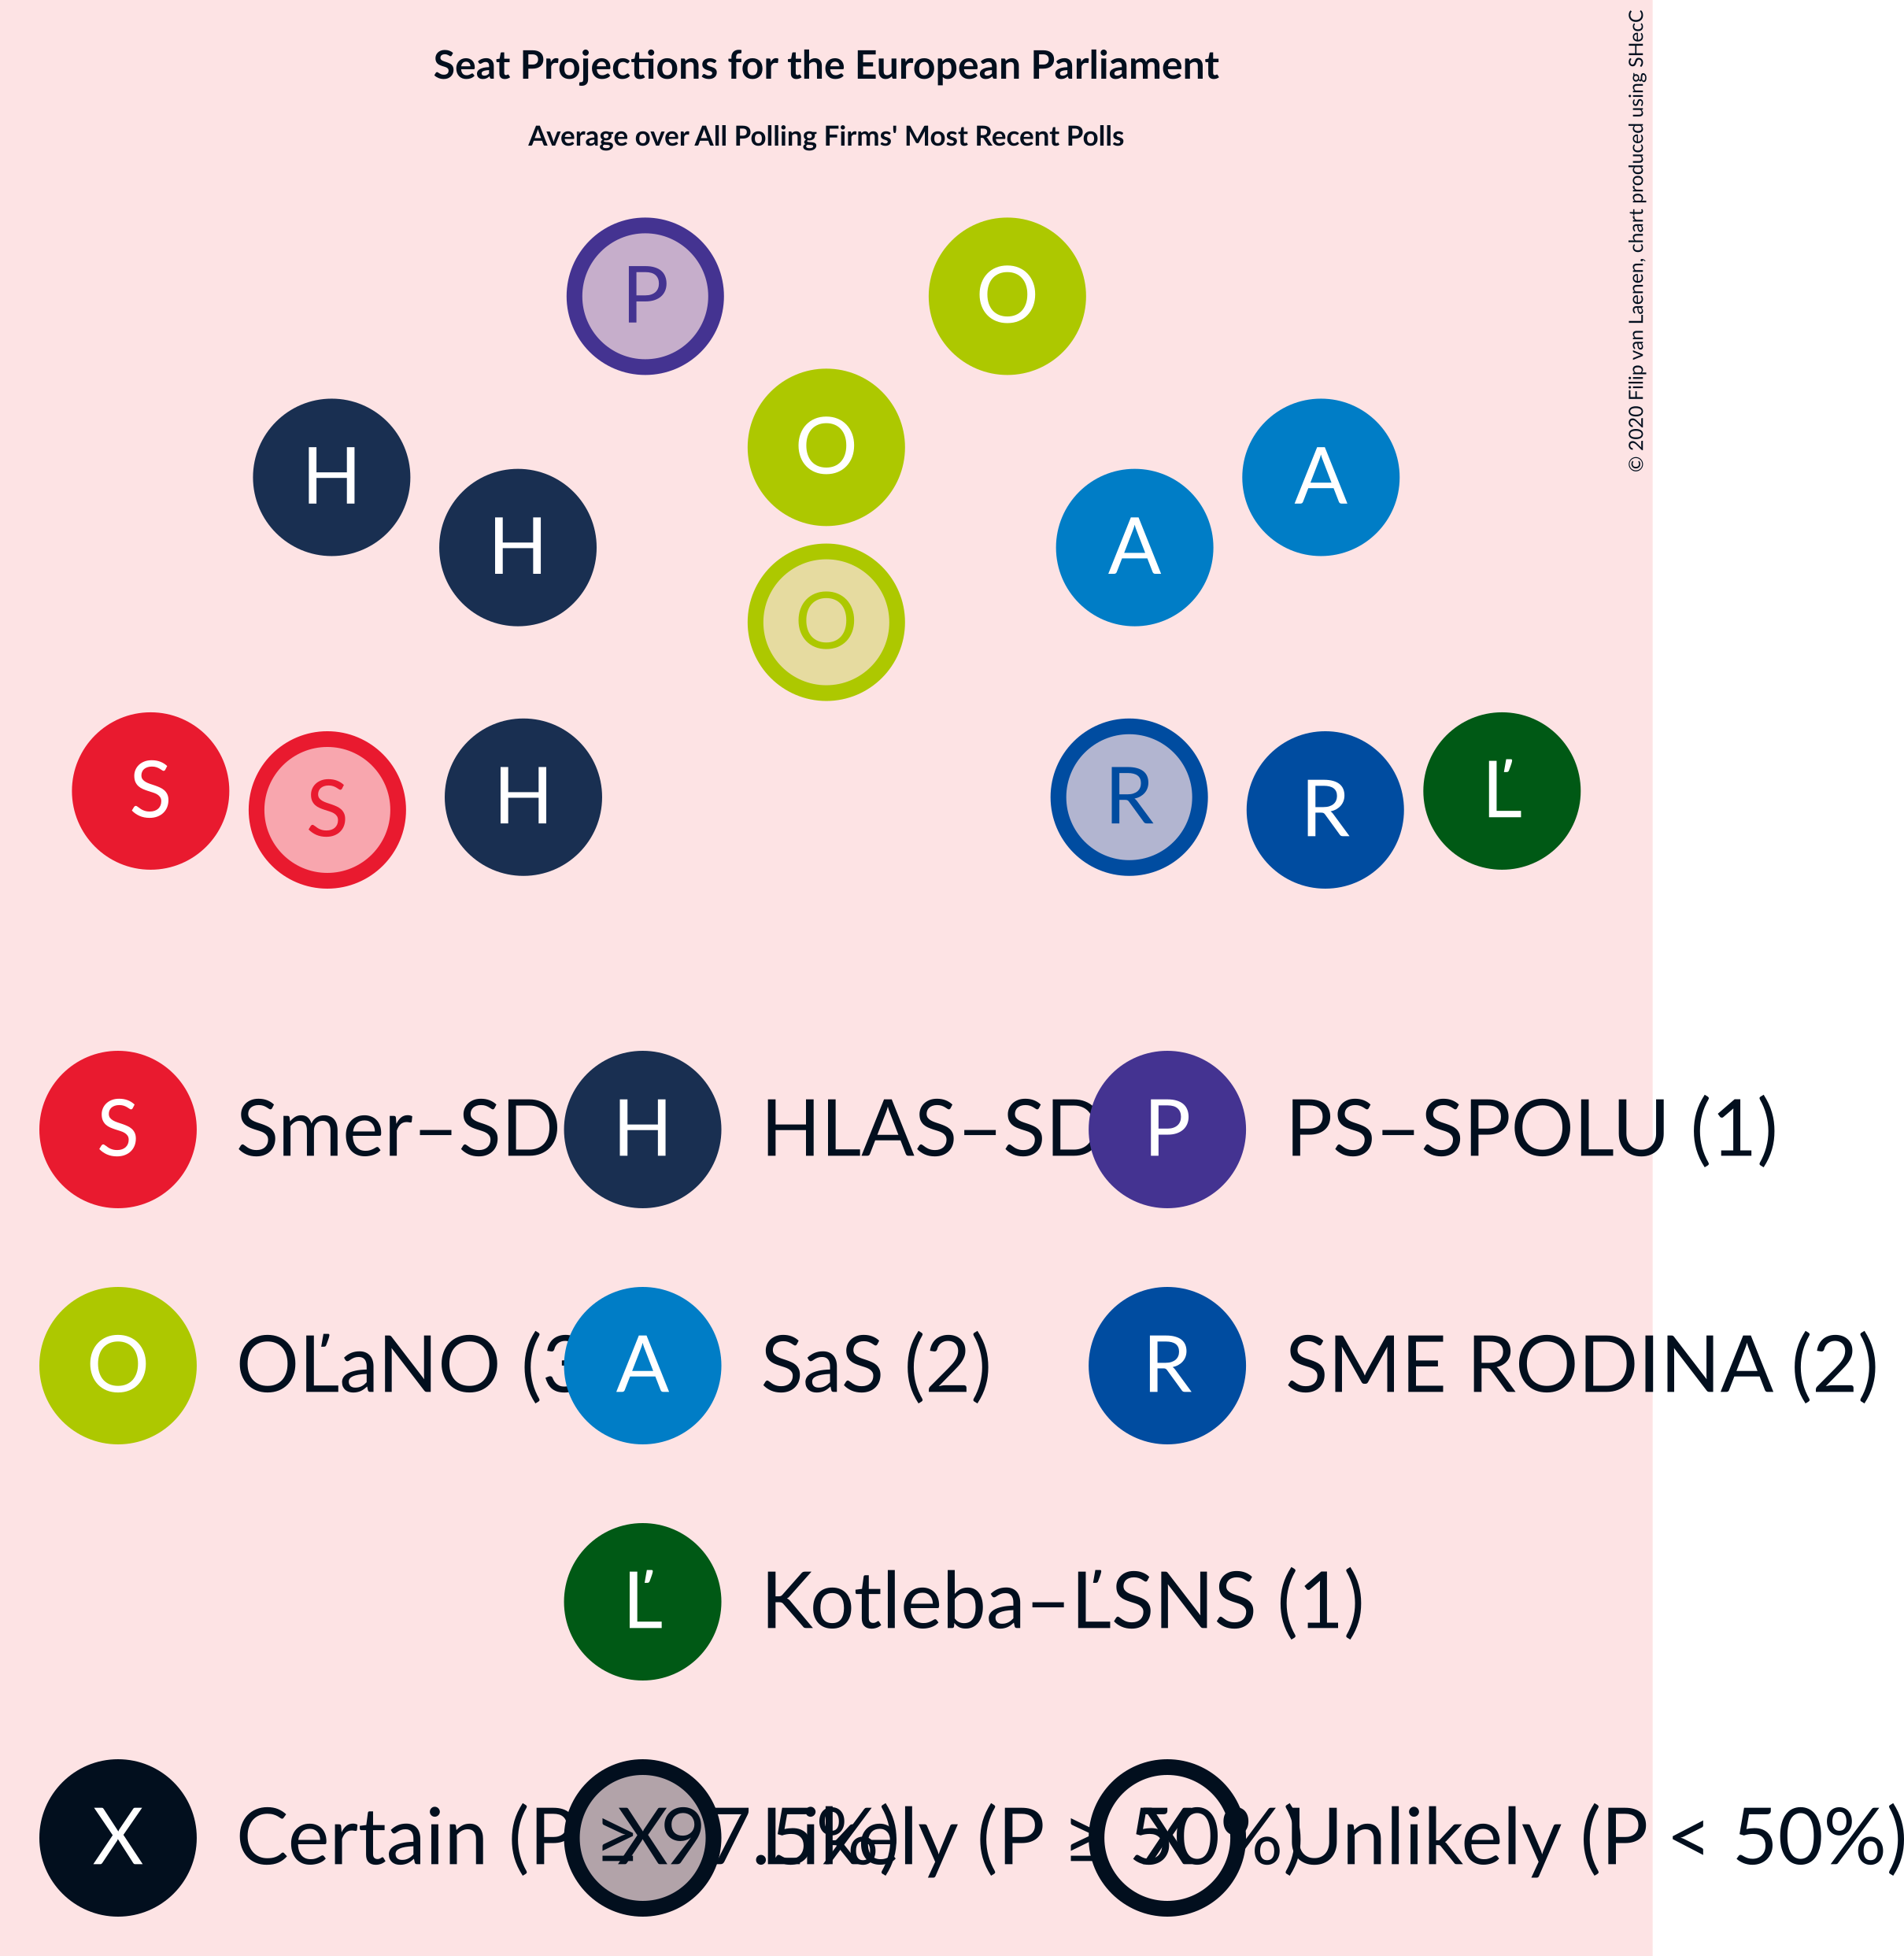 Seat Projections for the European Parliament
Average over All Polling Firms' Most Recent Polls
© 2020 Filip van Laenen, chart produced using SHecC
P O
O
H A
H A
O
S S H R R Ľ
S Smer–SD H HLAS–SD P PS–SPOLU (1)
O OĽaNO (3 A SaS (2) R SME RODINA (2)
Ľ Kotleba–ĽSNS (1)
X Certain (P ≥ 97.5%) X Likely (P ≥ 50%) X Unlikely (P < 50%)